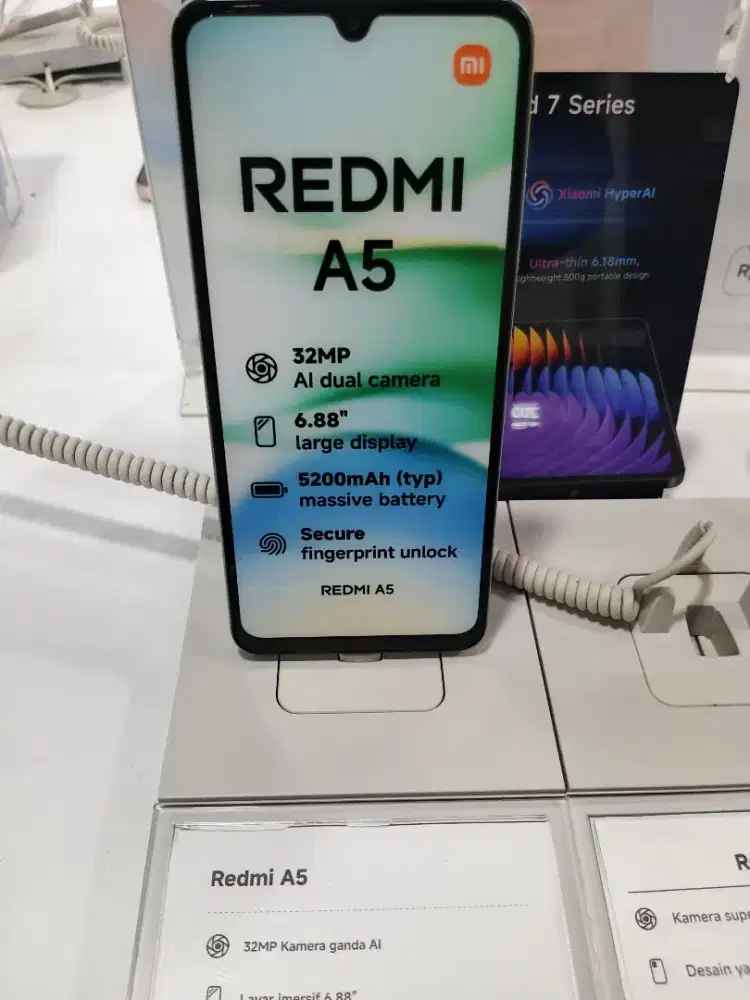 mi
REDMI
A5
32MP
AI dual camera
6.88"
large display
5200mAh (typ)
massive battery
Secure
fingerprint unlock
REDMI A5
7 Series
Xiaomi HyperAI
Ultra-thin 6.18mm,
lightweight 500g portable design
Redmi A5
32MP Kamera ganda AI
Layar imersif 6.88"
Kamera
Desain